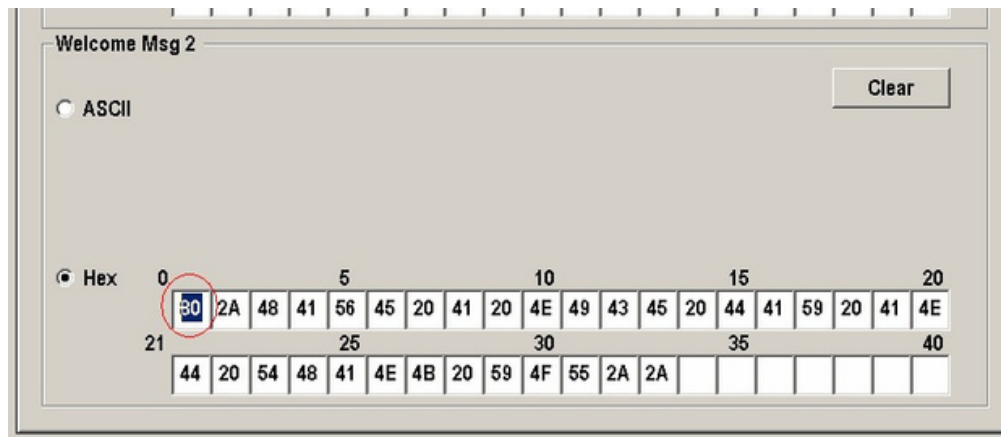 Welcome Msg 2
Clear
ASCII
Hex 0 5 10 15 20
80 2A 48 41 56 45 20 41 20 4E 49 43 45 20 44 41 59 20 41 4E
21 25 30 35 40
44 20 54 48 41 4E 4B 20 59 4F 55 2A 2A